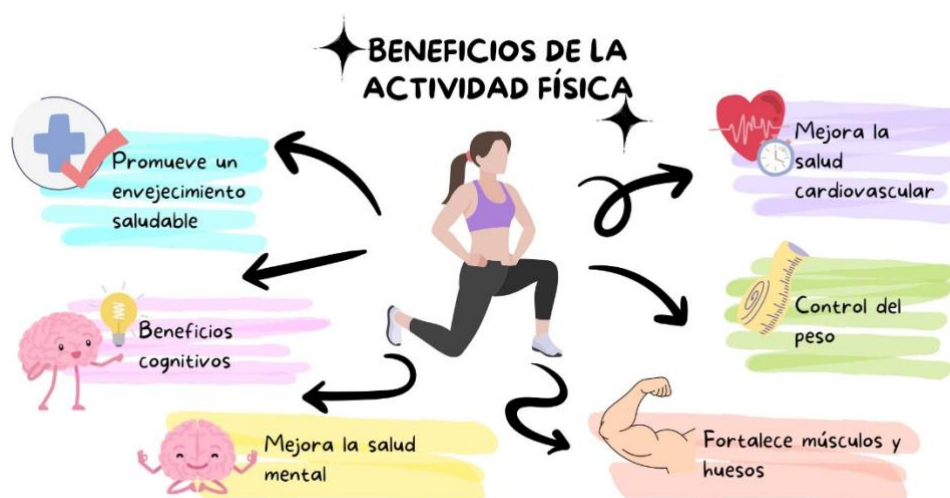 BENEFICIOS DE LA
ACTIVIDAD FÍSICA
Promueve un
envejecimiento
saludable
Beneficios
cognitivos
Mejora la salud
mental
Mejora la
salud
cardiovascular
Control del
peso
Fortalece músculos y
huesos